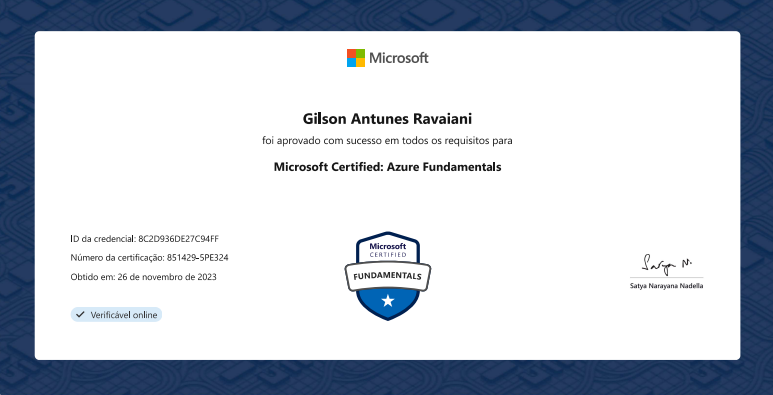 Microsoft
Gilson Antunes Ravaiani
foi aprovado com sucesso em todos os requisitos para
Microsoft Certified: Azure Fundamentals
ID da credencial: 8C2D936DE27C94FF
Número da certificação: 851429-5PE324
Obtido em: 26 de novembro de 2023
Verificável online
Microsoft
CERTIFIED
FUNDAMENTALS
Satya N.
Satya Narayana Nadella